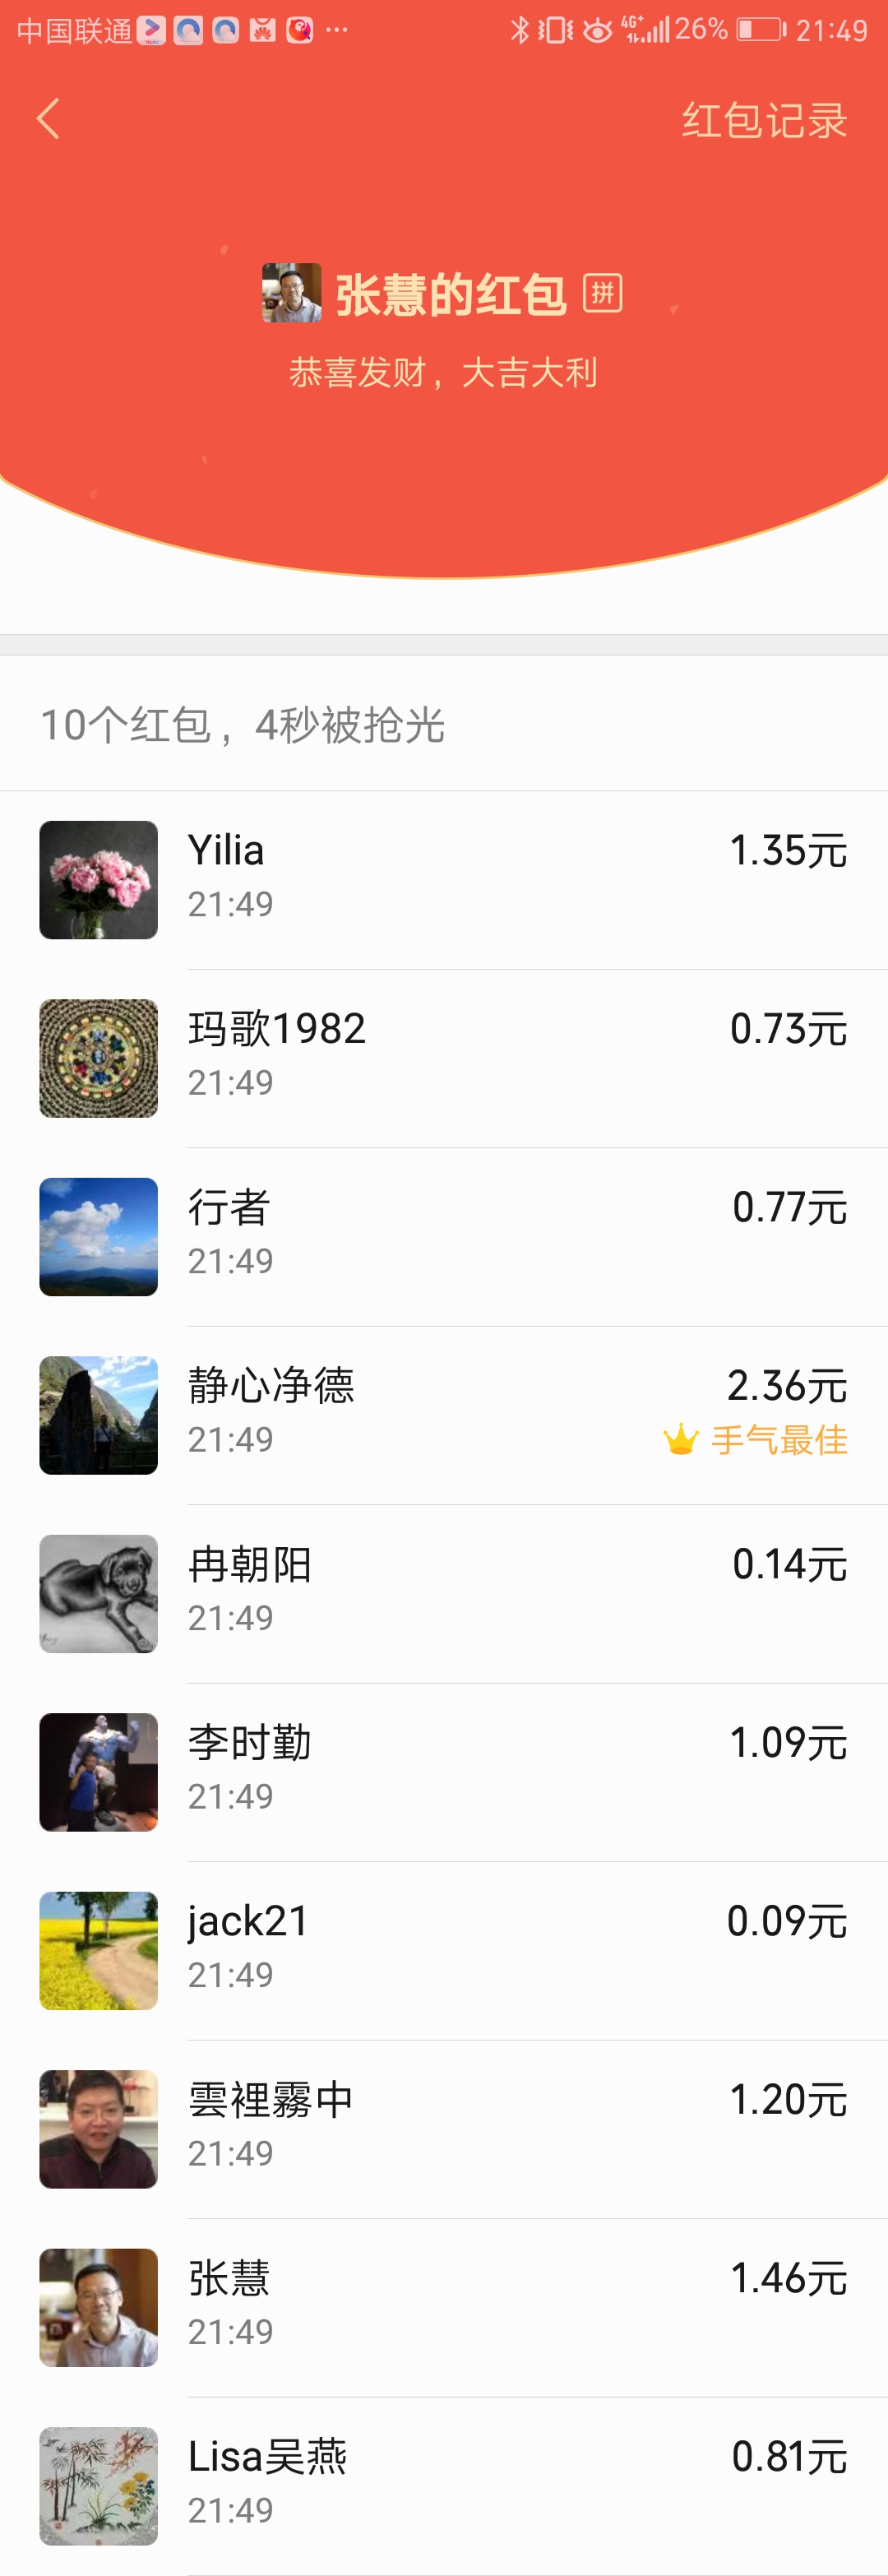 中国联通 ··· 4G+ 26% 21:49
红包记录
张慧的红包 拼
恭喜发财，大吉大利
10个红包，4秒被抢光
Yilia 1.35元
21:49
玛歌1982 0.73元
21:49
行者 0.77元
21:49
静心净德 2.36元
21:49 手气最佳
冉朝阳 0.14元
21:49
李时勤 1.09元
21:49
jack21 0.09元
21:49
雲裡霧中 1.20元
21:49
张慧 1.46元
21:49
Lisa吴燕 0.81元
21:49